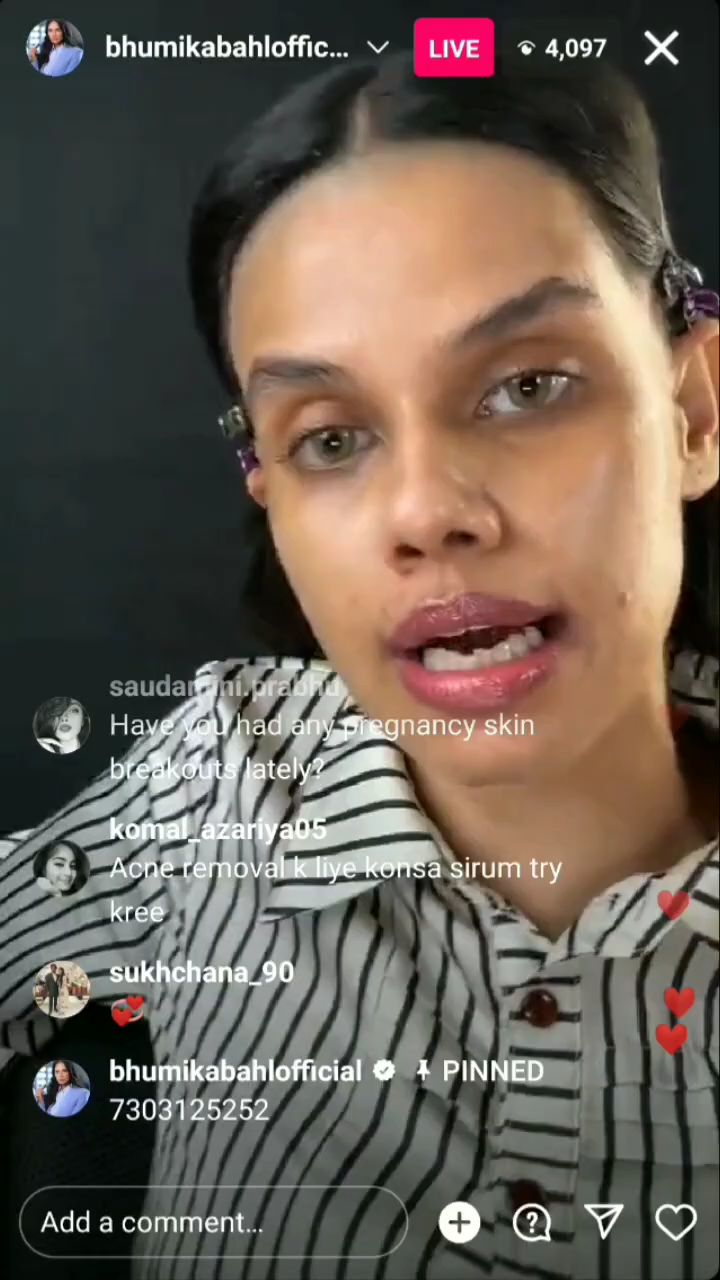 bhumikabahloffic...
LIVE
4,097
saudamini.prabhu
Have you had any pregnancy skin
breakouts lately?
komal_azariya05
Acne removal k liye konsa sirum try
kree
sukhchana_90
💞
bhumikabahlofficial PINNED
7303125252
Add a comment...